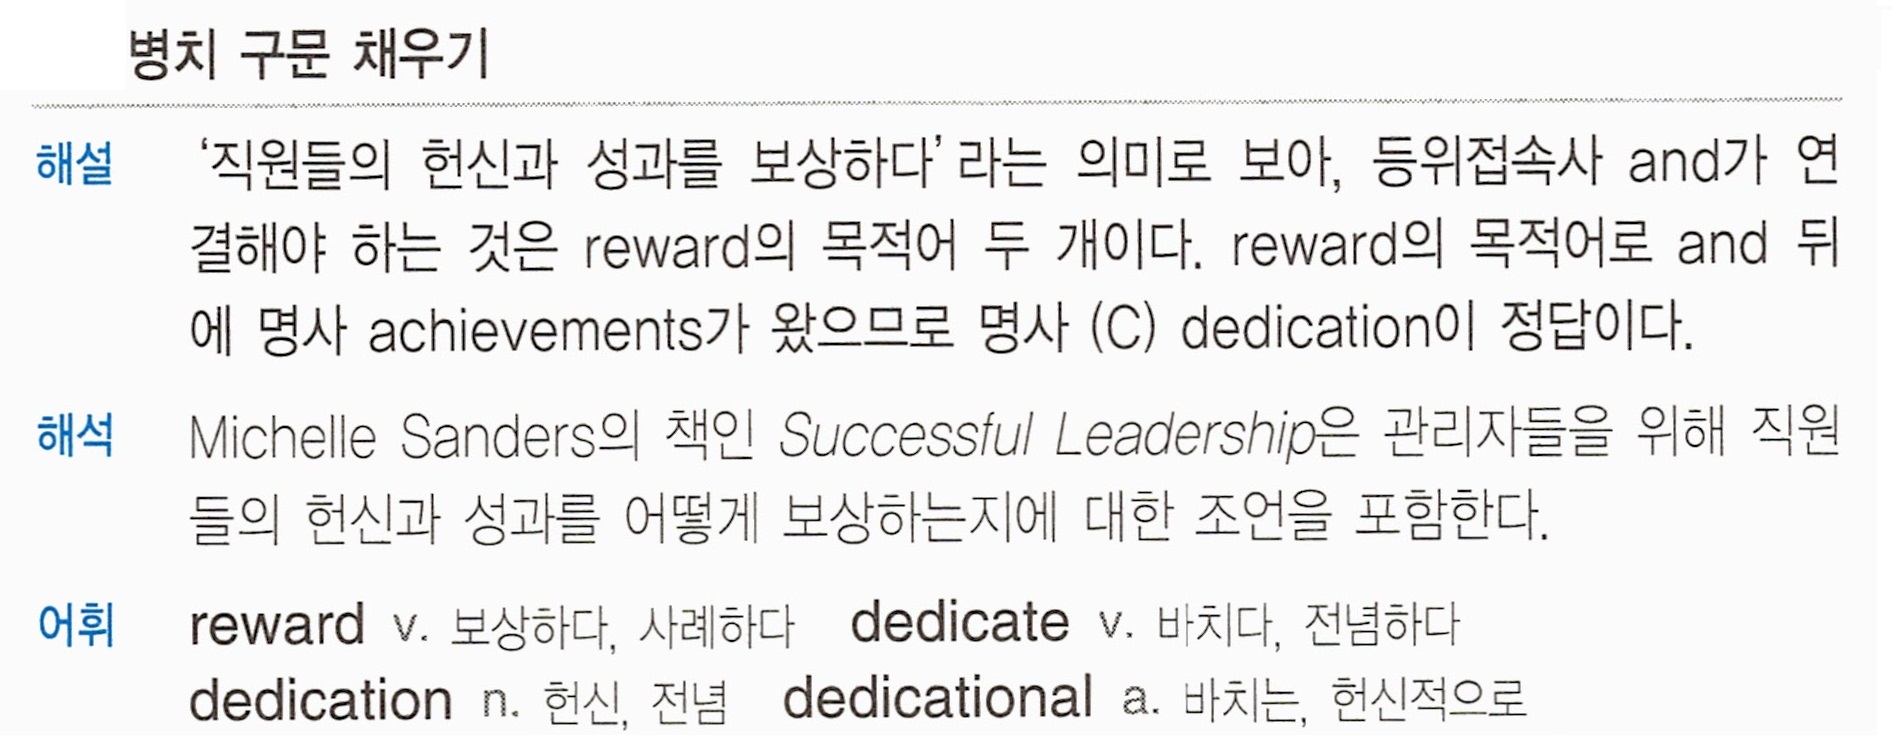 병치 구문 채우기
해설 ‘직원들의 헌신과 성과를 보상하다’라는 의미로 보아, 등위접속사 and가 연
결해야 하는 것은 reward의 목적어 두 개이다. reward의 목적어로 and 뒤
에 명사 achievements가 왔으므로 명사 (C) dedication이 정답이다.
해석 Michelle Sanders의 책인 Successful Leadership은 관리자들을 위해 직원
들의 헌신과 성과를 어떻게 보상하는지에 대한 조언을 포함한다.
어휘 reward v. 보상하다, 사례하다 dedicate v. 바치다, 전념하다
dedication n. 헌신, 전념 dedicational a. 바치는, 헌신적으로